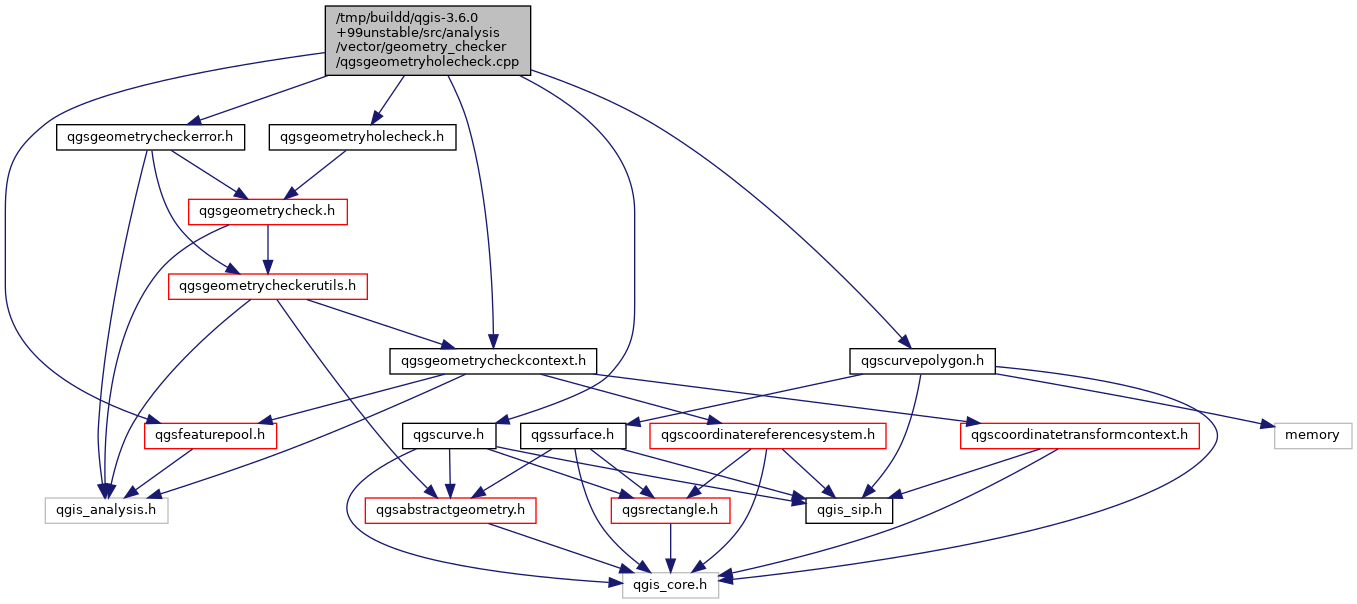 /tmp/buildd/qgis-3.6.0
+99unstable/src/analysis
/vector/geometry_checker
/qgsgeometryholecheck.cpp
qgsgeometrycheckerror.h
qgsgeometryholecheck.h
qgsgeometrycheck.h
qgsgeometrycheckerutils.h
qgsgeometrycheckcontext.h
qgscurvepolygon.h
qgsfeaturepool.h
qgscurve.h
qgssurface.h
qgscoordinatereferencesystem.h
qgscoordinatetransformcontext.h
memory
qgis_analysis.h
qgsabstractgeometry.h
qgsrectangle.h
qgis_sip.h
qgis_core.h